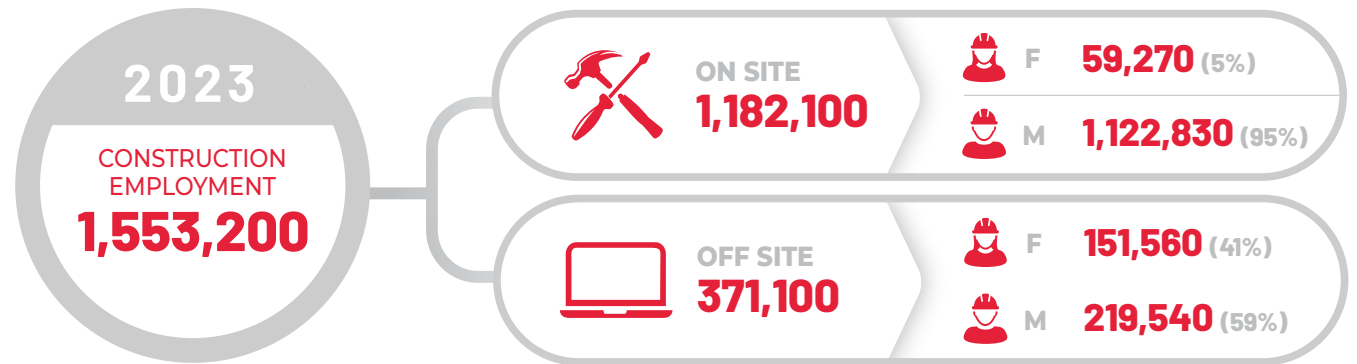 2023
CONSTRUCTION
EMPLOYMENT
1,553,200
ON SITE
1,182,100
F 59,270 (5%)
M 1,122,830 (95%)
OFF SITE
371,100
F 151,560 (41%)
M 219,540 (59%)